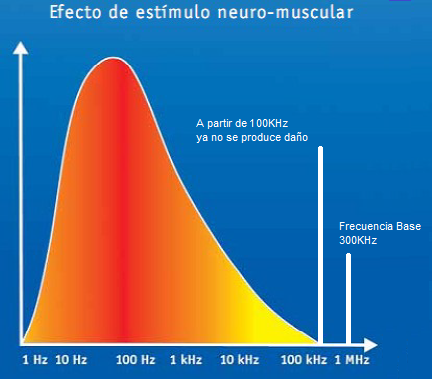 Efecto de estímulo neuro-muscular
A partir de 100KHz
ya no se produce daño
Frecuencia Base
300KHz
1 Hz 10 Hz 100 Hz 1 kHz 10 kHz 100 kHz 1 MHz